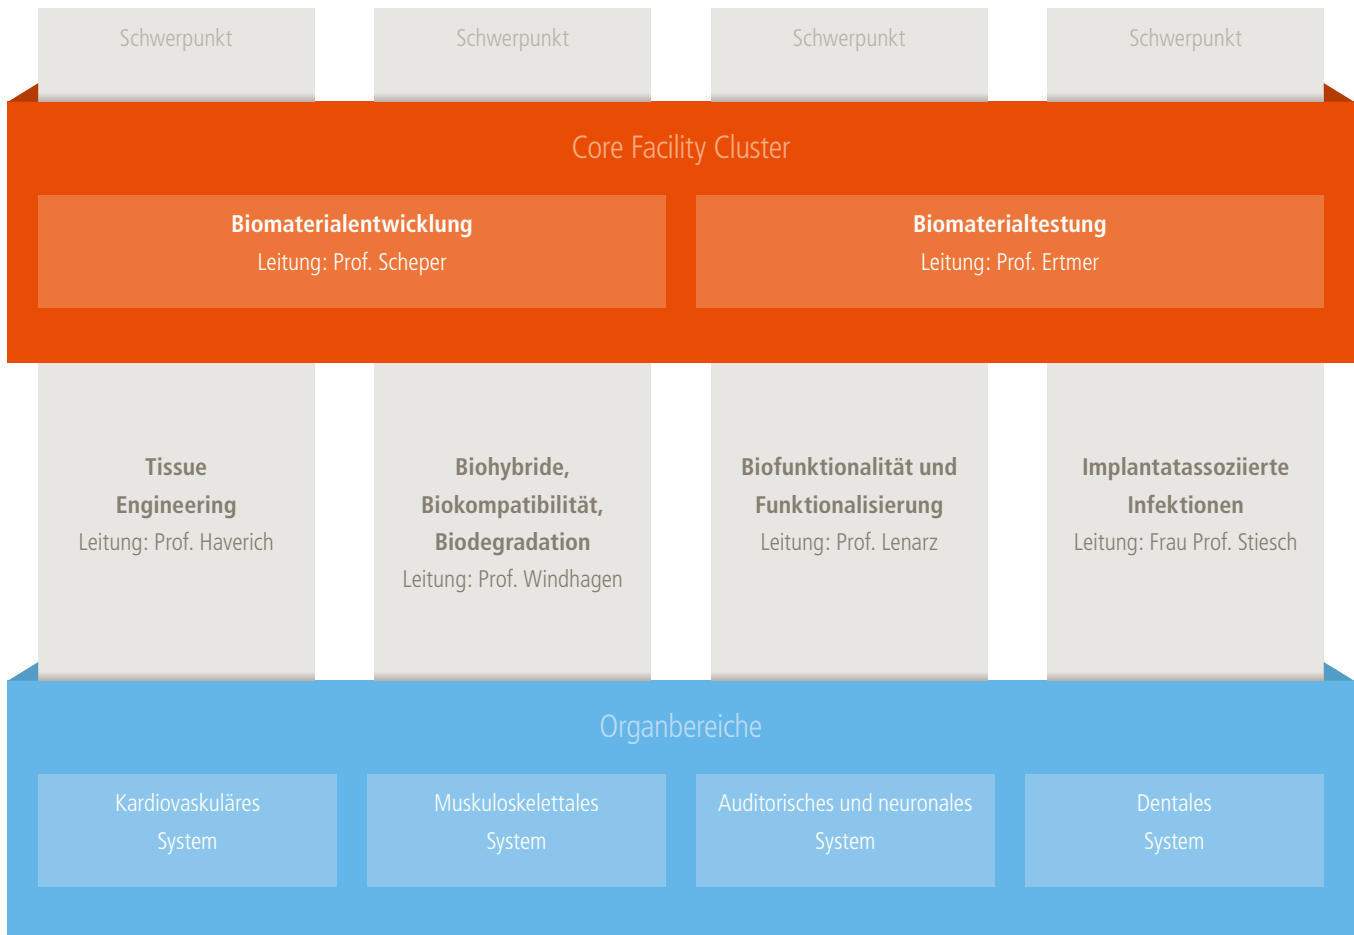 Schwerpunkt
Schwerpunkt
Schwerpunkt
Schwerpunkt
Core Facility Cluster
Biomaterialentwicklung
Leitung: Prof. Scheper
Biomaterialtestung
Leitung: Prof. Ertmer
Tissue
Engineering
Leitung: Prof. Haverich
Biohybride,
Biokompatibilität,
Biodegradation
Leitung: Prof. Windhagen
Biofunktionalität und
Funktionalisierung
Leitung: Prof. Lenarz
Implantatassoziierte
Infektionen
Leitung: Frau Prof. Stiesch
Organbereiche
Kardiovaskuläres
System
Muskuloskelettales
System
Auditorisches und neuronales
System
Dentales
System